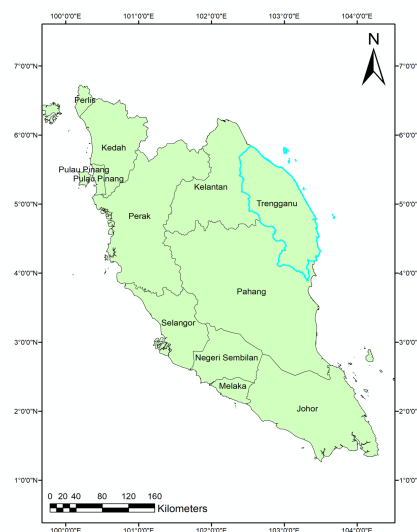 100°0'0"E 101°0'0"E 102°0'0"E 103°0'0"E 104°0'0"E
N
7°0'0"N 7°0'0"N
Perlis
6°0'0"N 6°0'0"N
Kedah
Pulau Pinang
Pulau Pinang
Kelantan
Trengganu
5°0'0"N 5°0'0"N
Perak
4°0'0"N 4°0'0"N
Pahang
Selangor
3°0'0"N 3°0'0"N
Negeri Sembilan
Melaka
2°0'0"N 2°0'0"N
Johor
1°0'0"N 1°0'0"N
0 20 40 80 120 160
Kilometers
100°0'0"E 101°0'0"E 102°0'0"E 103°0'0"E 104°0'0"E